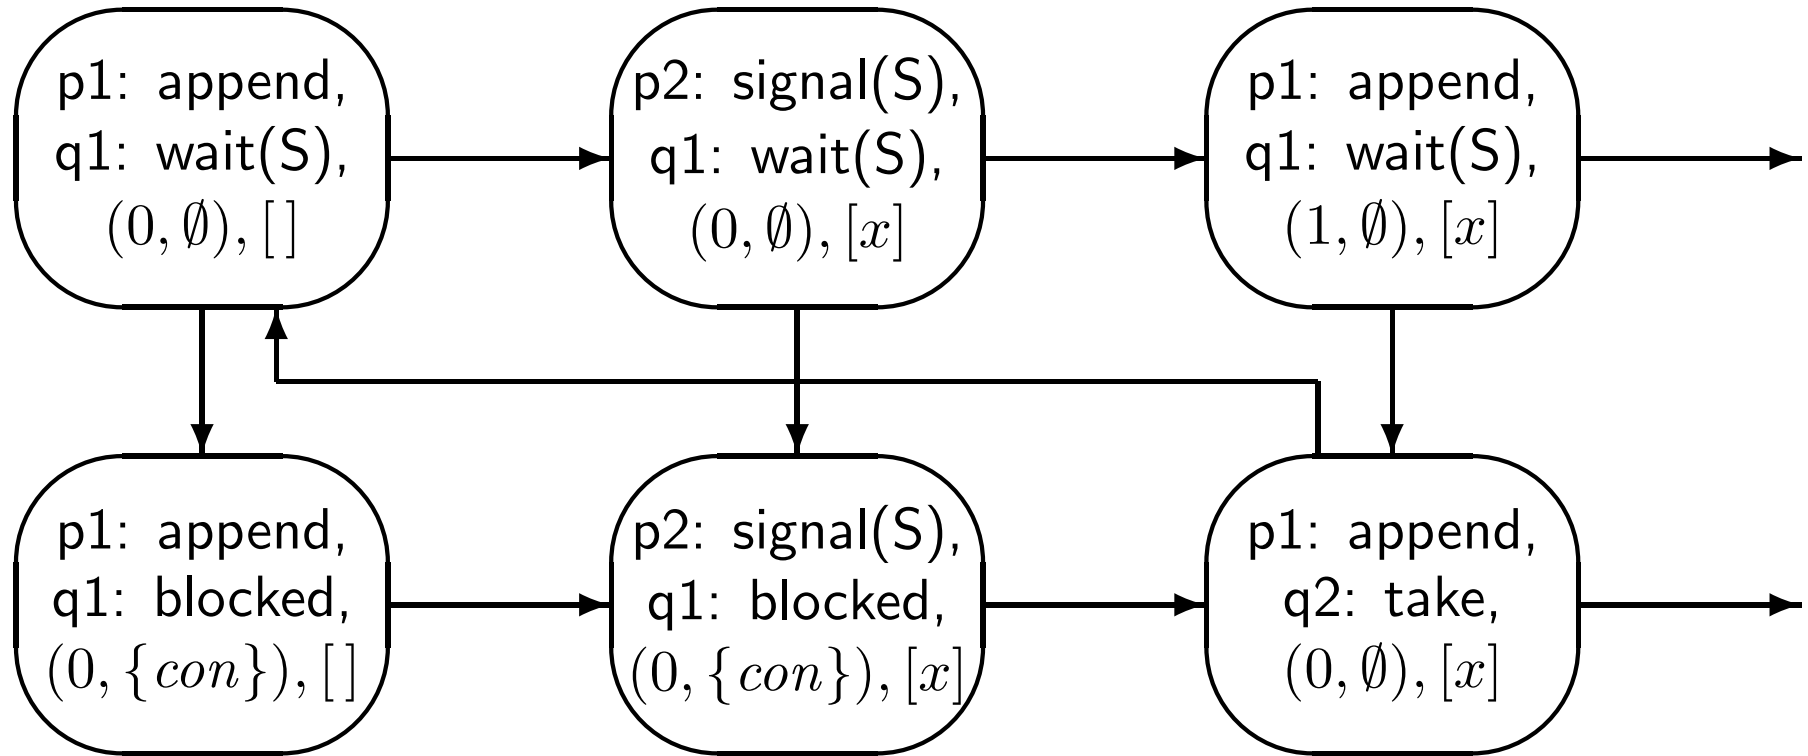 p1: append,
q1: wait(S),
(0, ∅), [ ]
p2: signal(S),
q1: wait(S),
(0, ∅), [x]
p1: append,
q1: wait(S),
(1, ∅), [x]
p1: append,
q1: blocked,
(0, {con}), [ ]
p2: signal(S),
q1: blocked,
(0, {con}), [x]
p1: append,
q2: take,
(0, ∅), [x]